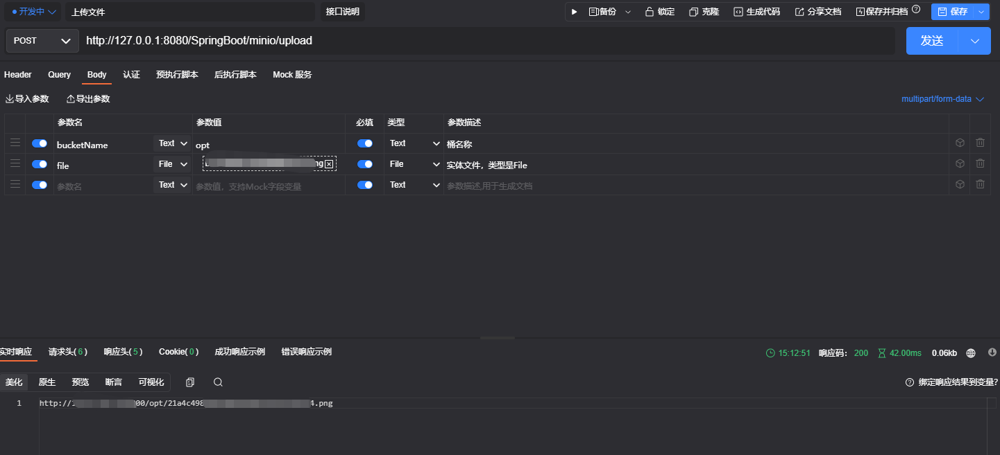 开发中 上传文件 接口说明 备份 锁定 克隆 生成代码 分享文档 保存并归档 保存
POST http://127.0.0.1:8080/SpringBoot/minio/upload 发送
Header Query Body 认证 预执行脚本 后执行脚本 Mock 服务
导入参数 导出参数 multipart/form-data
参数名 参数值 必填 类型 参数描述
bucketName Text opt Text 桶名称
file File ng File 实体文件，类型是File
参数名 Text 参数值，支持Mock字段变量 Text 参数描述,用于生成文档
实时响应 请求头(6) 响应头(5) Cookie(0) 成功响应示例 错误响应示例 15:12:51 响应码: 200 42.00ms 0.06kb
美化 原生 预览 断言 可视化 绑定响应结果到变量?
1 http:// 00/opt/21a4c498 4.png